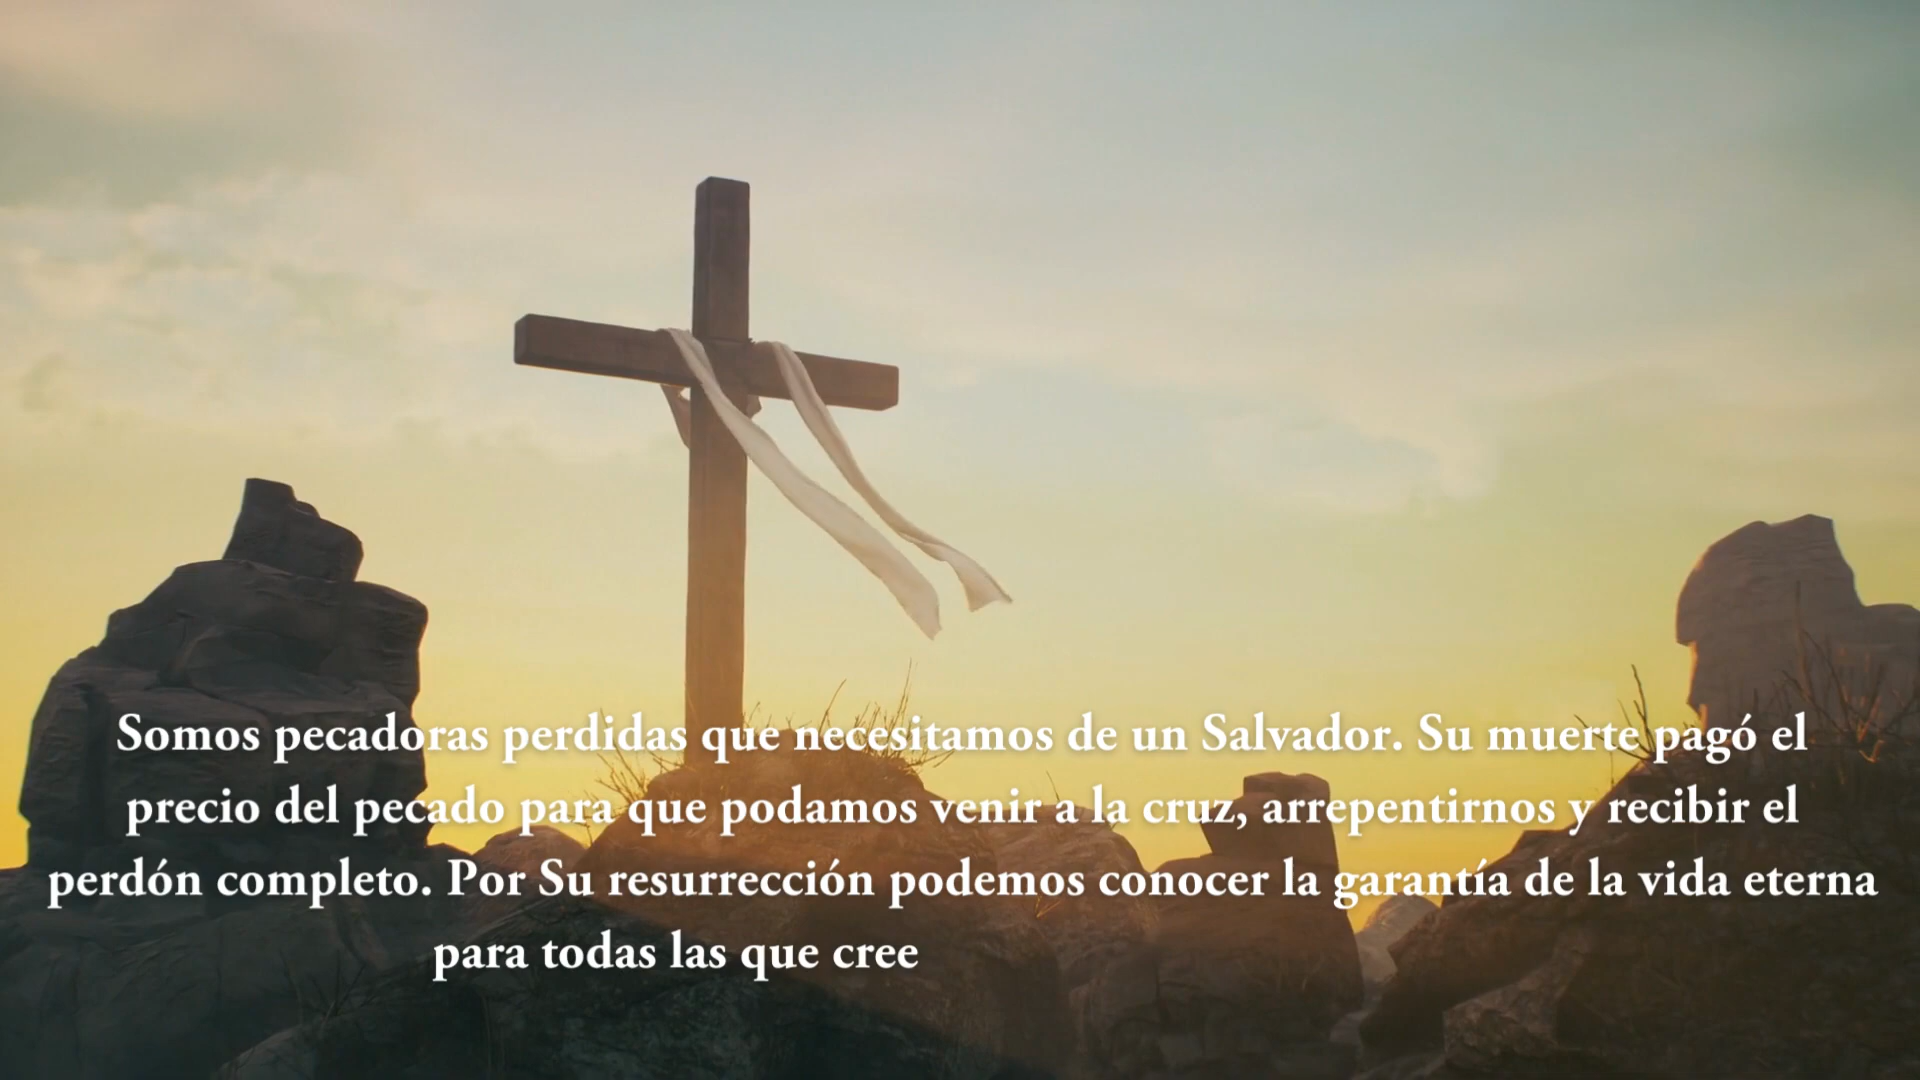 Somos pecadoras perdidas que necesitamos de un Salvador. Su muerte pagó el
precio del pecado para que podamos venir a la cruz, arrepentirnos y recibir el
perdón completo. Por Su resurrección podemos conocer la garantía de la vida eterna
para todas las que cree